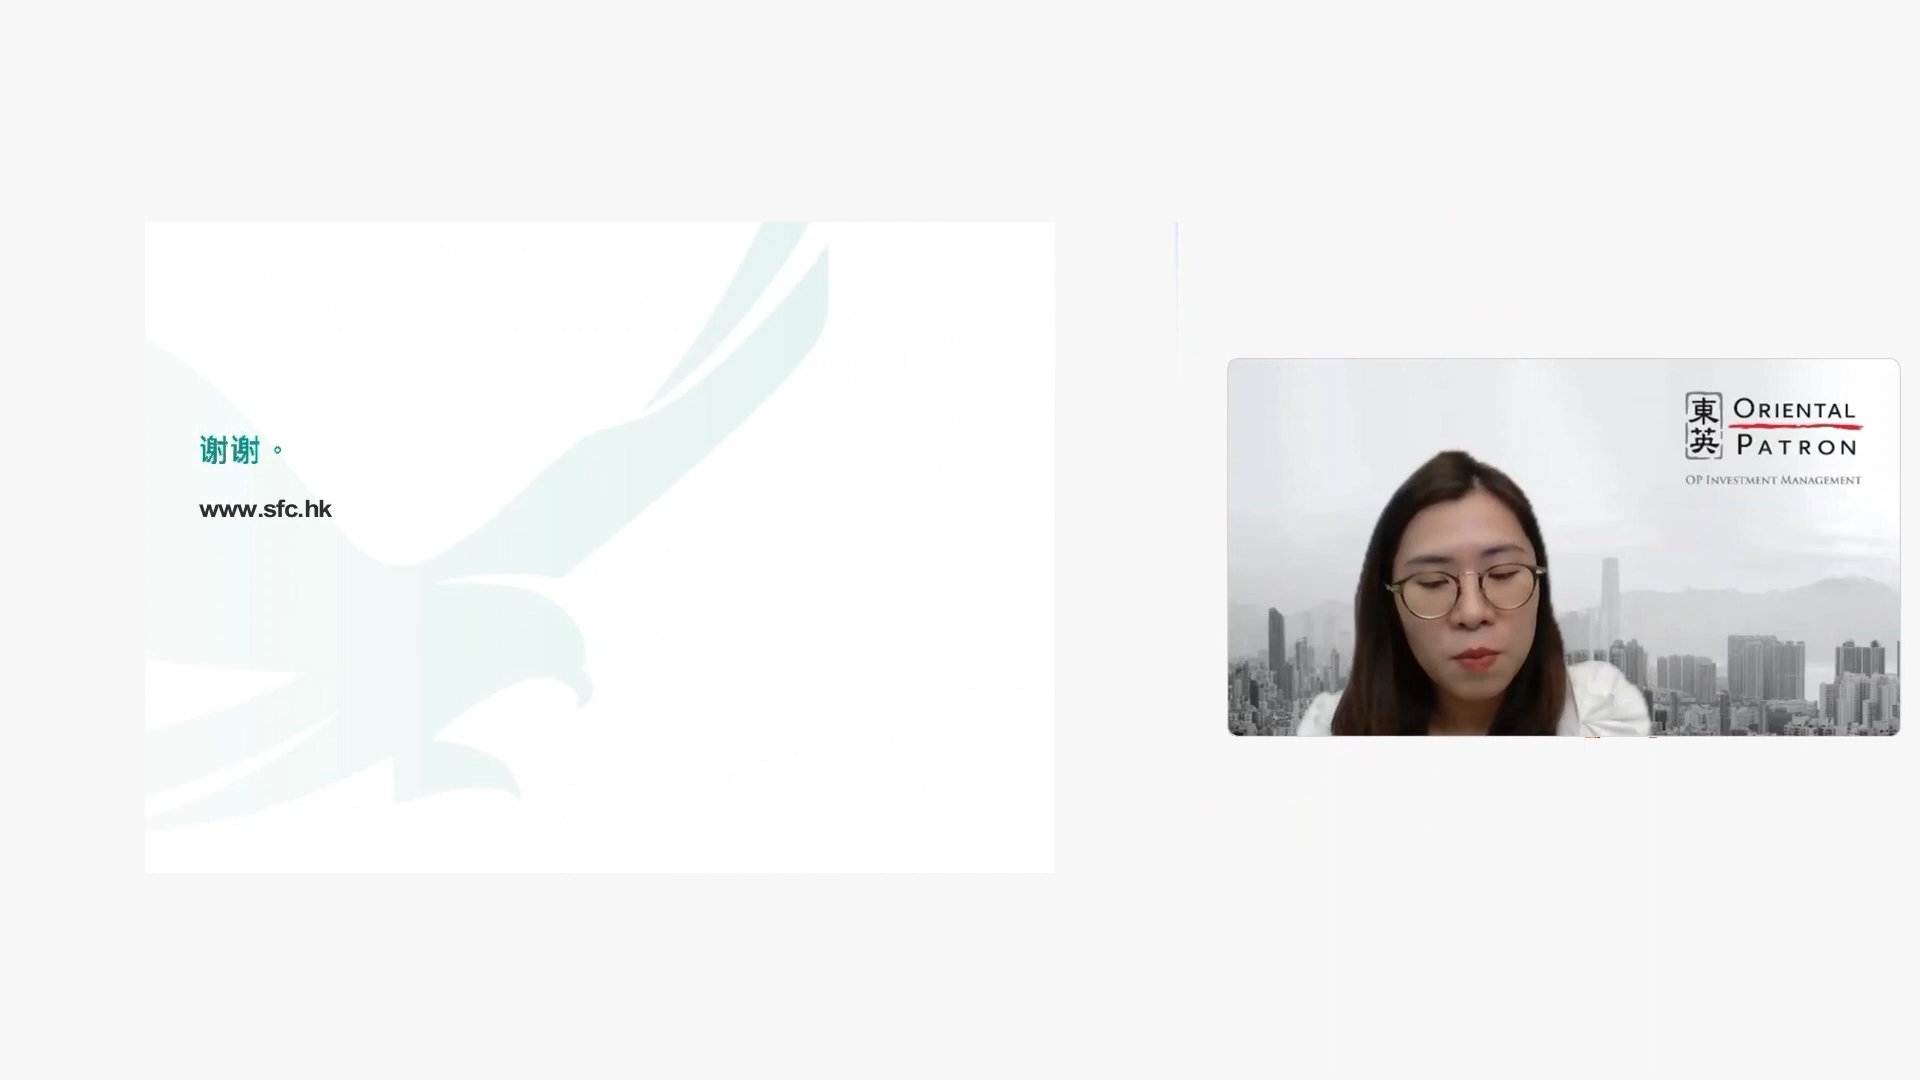 谢谢。
www.sfc.hk
東英
ORIENTAL
PATRON
OP INVESTMENT MANAGEMENT